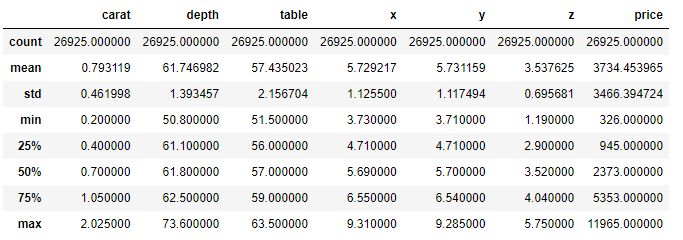 carat depth table x y z price
count 26925.000000 26925.000000 26925.000000 26925.000000 26925.000000 26925.000000 26925.000000
mean 0.793119 61.746982 57.435023 5.729217 5.731159 3.537625 3734.453965
std 0.461998 1.393457 2.156704 1.125500 1.117494 0.695681 3466.394724
min 0.200000 50.800000 51.500000 3.730000 3.710000 1.190000 326.000000
25% 0.400000 61.100000 56.000000 4.710000 4.710000 2.900000 945.000000
50% 0.700000 61.800000 57.000000 5.690000 5.700000 3.520000 2373.000000
75% 1.050000 62.500000 59.000000 6.550000 6.540000 4.040000 5353.000000
max 2.025000 73.600000 63.500000 9.310000 9.285000 5.750000 11965.000000